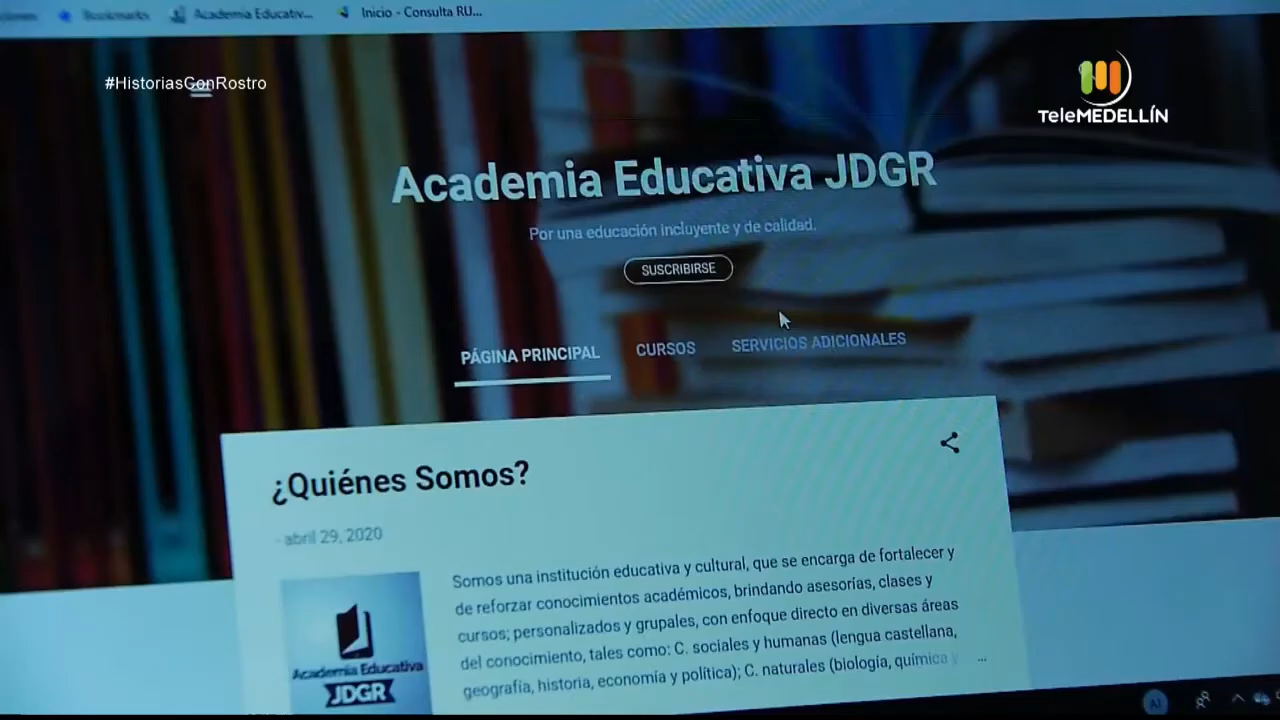 Bookmarks
Academia Educativ...
Inicio - Consulta RU...
#HistoriasConRostro
TeleMEDELLÍN
Academia Educativa JDGR
Por una educación incluyente y de calidad.
SUSCRIBIRSE
PÁGINA PRINCIPAL CURSOS SERVICIOS ADICIONALES
¿Quiénes Somos?
- abril 29, 2020
Somos una institución educativa y cultural, que se encarga de fortalecer y
de reforzar conocimientos académicos, brindando asesorías, clases y
cursos; personalizados y grupales, con enfoque directo en diversas áreas
del conocimiento, tales como: C. sociales y humanas (lengua castellana,
geografía, historia, economía y política); C. naturales (biología, química y ...
Academia Educativa
JDGR